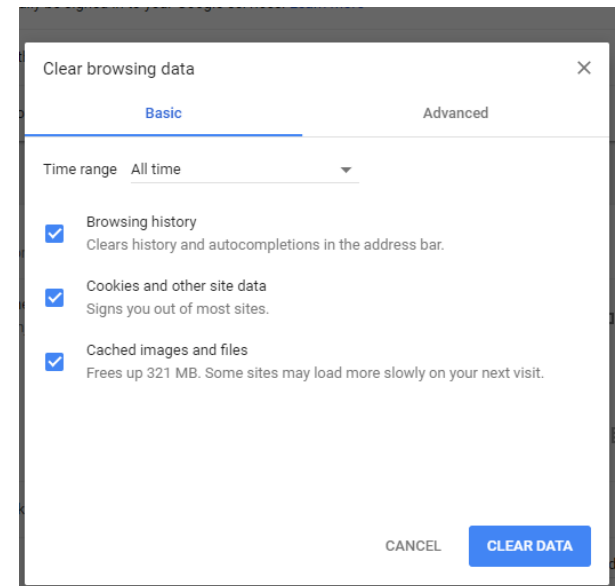 Clear browsing data
Basic Advanced
Time range All time
Browsing history
Clears history and autocompletions in the address bar.
Cookies and other site data
Signs you out of most sites.
Cached images and files
Frees up 321 MB. Some sites may load more slowly on your next visit.
CANCEL CLEAR DATA